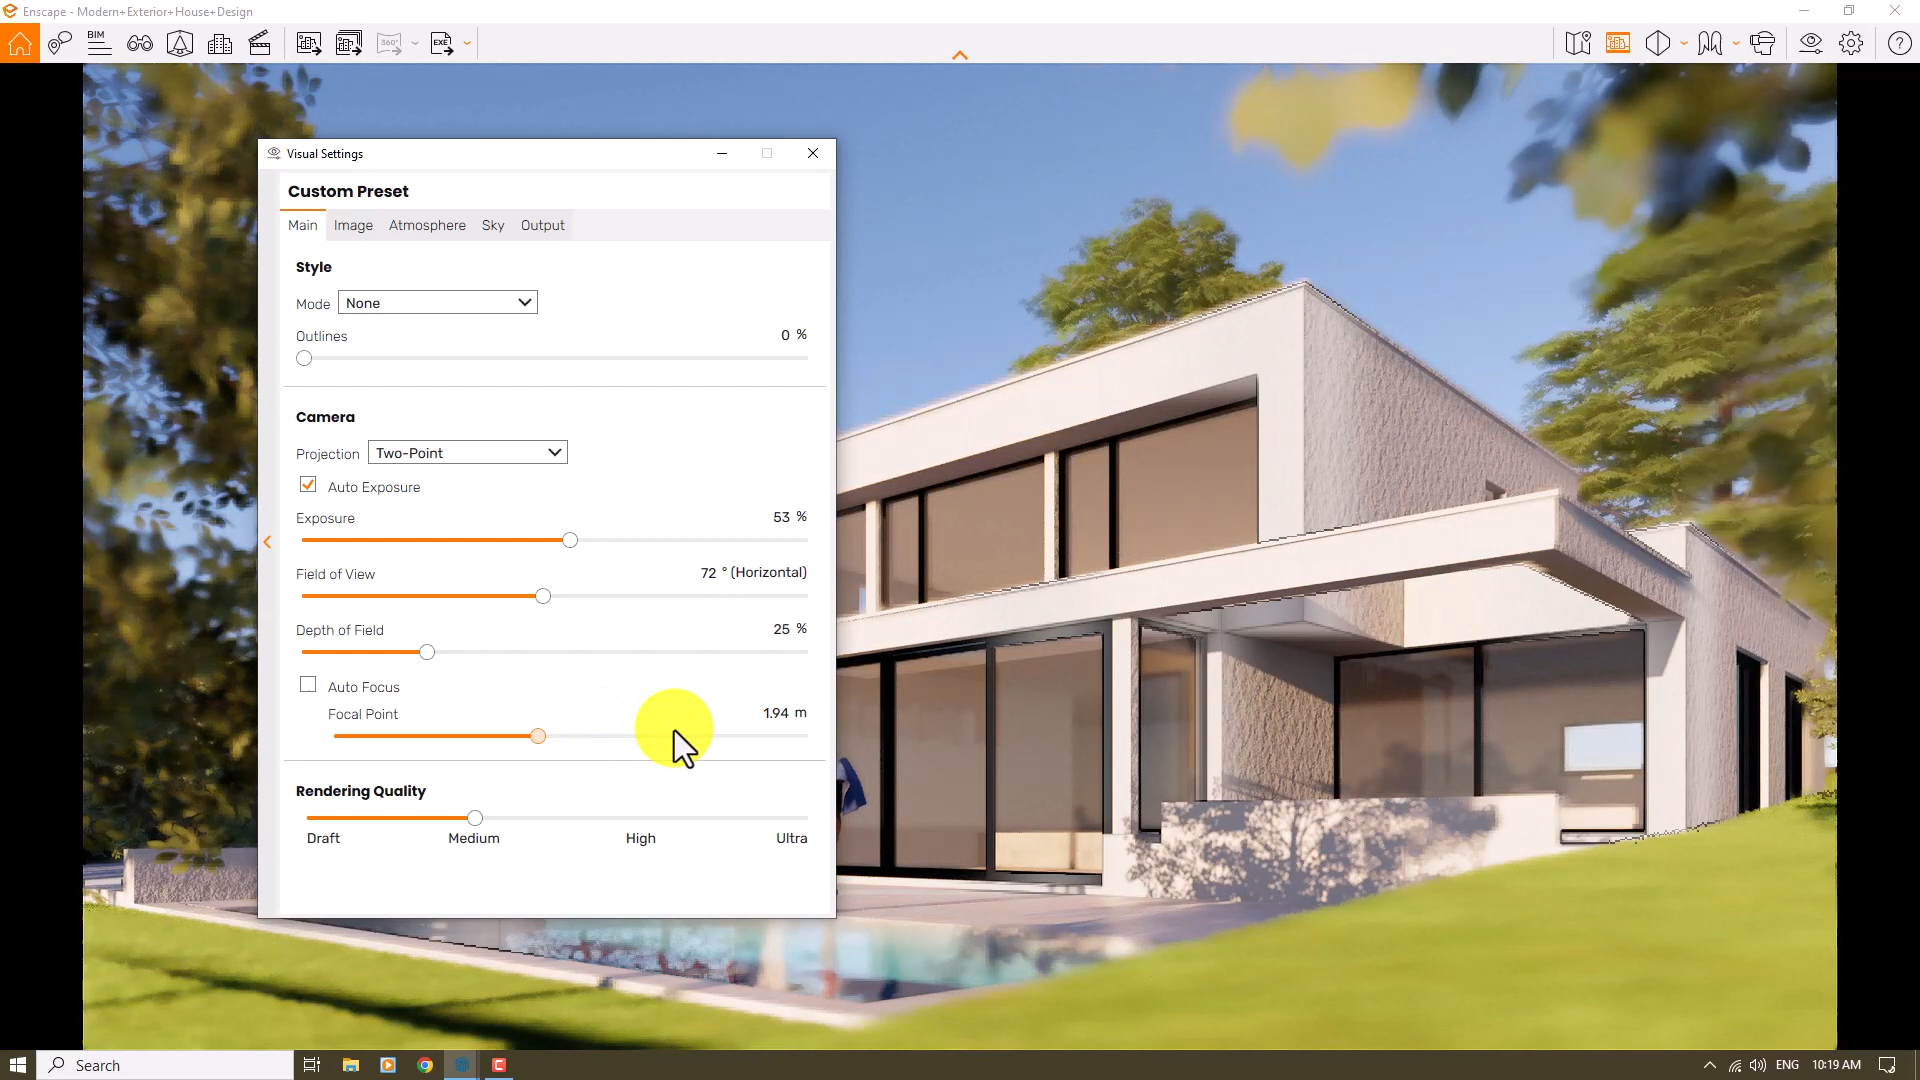 Enscape - Modern+Exterior+House+Design
BIM
360°
EXE
Visual Settings
Custom Preset
Main Image Atmosphere Sky Output
Style
Mode None
Outlines 0 %
Camera
Projection Two-Point
Auto Exposure
Exposure 53 %
Field of View 72 ° (Horizontal)
Depth of Field 25 %
Auto Focus
Focal Point 1.94 m
Rendering Quality
Draft Medium High Ultra
Search
ENG 10:19 AM